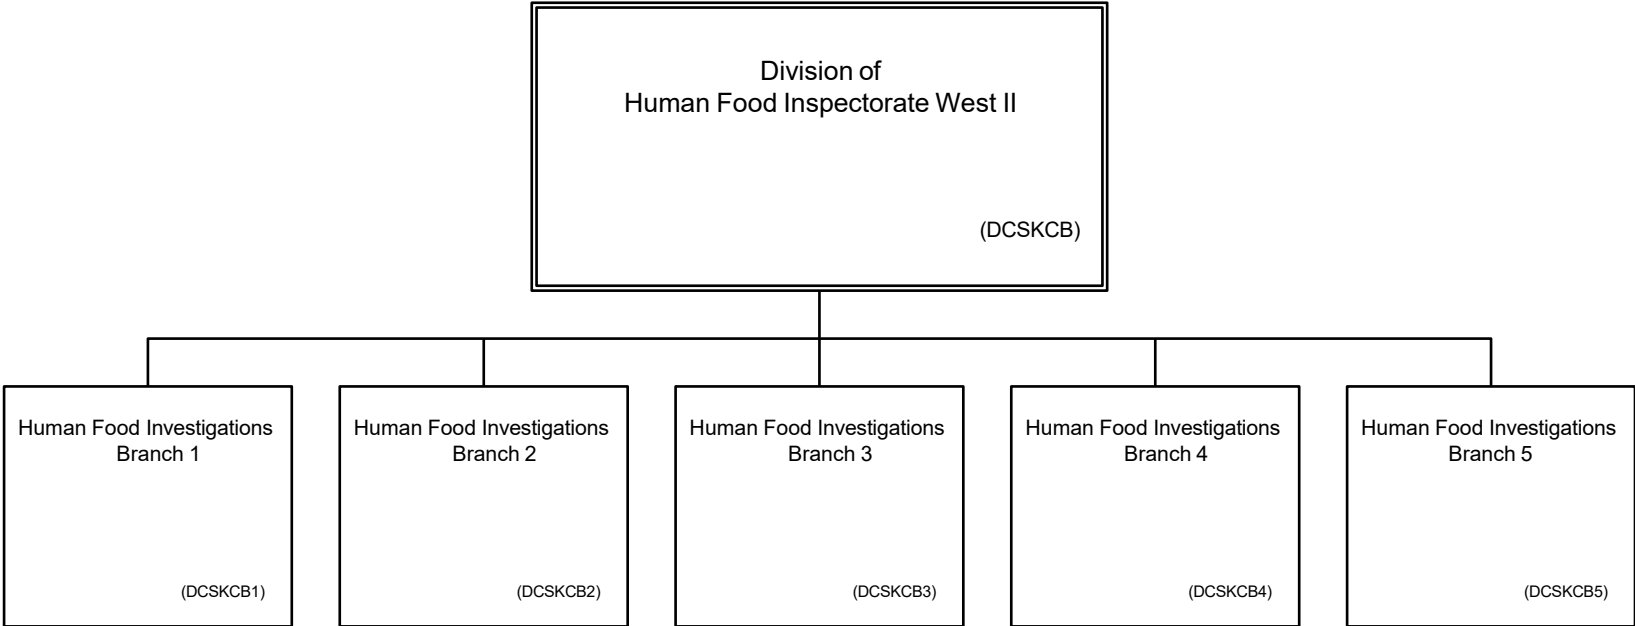 Division of
Human Food Inspectorate West II
(DCSKCB)
Human Food Investigations
Branch 1
(DCSKCB1)
Human Food Investigations
Branch 2
(DCSKCB2)
Human Food Investigations
Branch 3
(DCSKCB3)
Human Food Investigations
Branch 4
(DCSKCB4)
Human Food Investigations
Branch 5
(DCSKCB5)